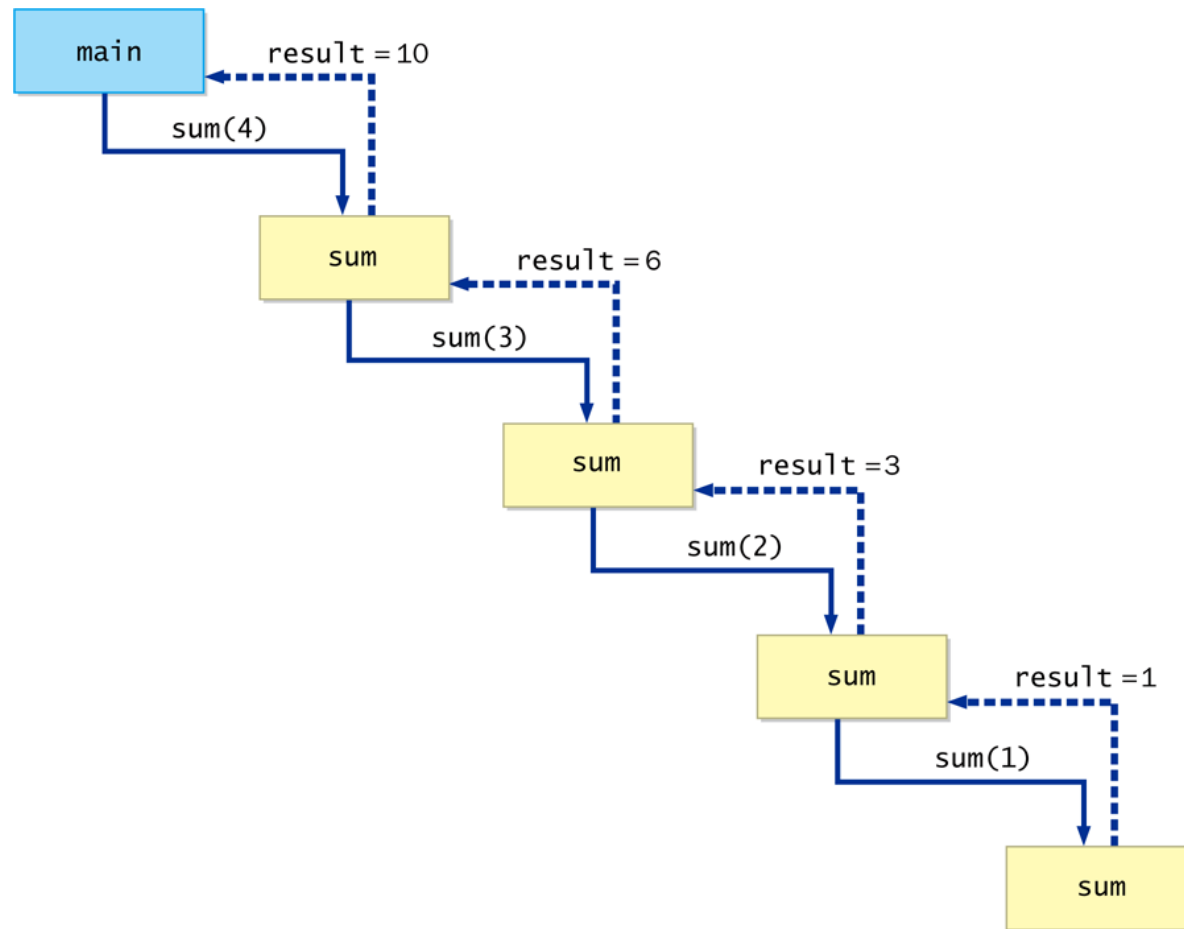 main
result = 10
sum(4)
sum
result = 6
sum(3)
sum
result =3
sum(2)
sum
result =1
sum(1)
sum